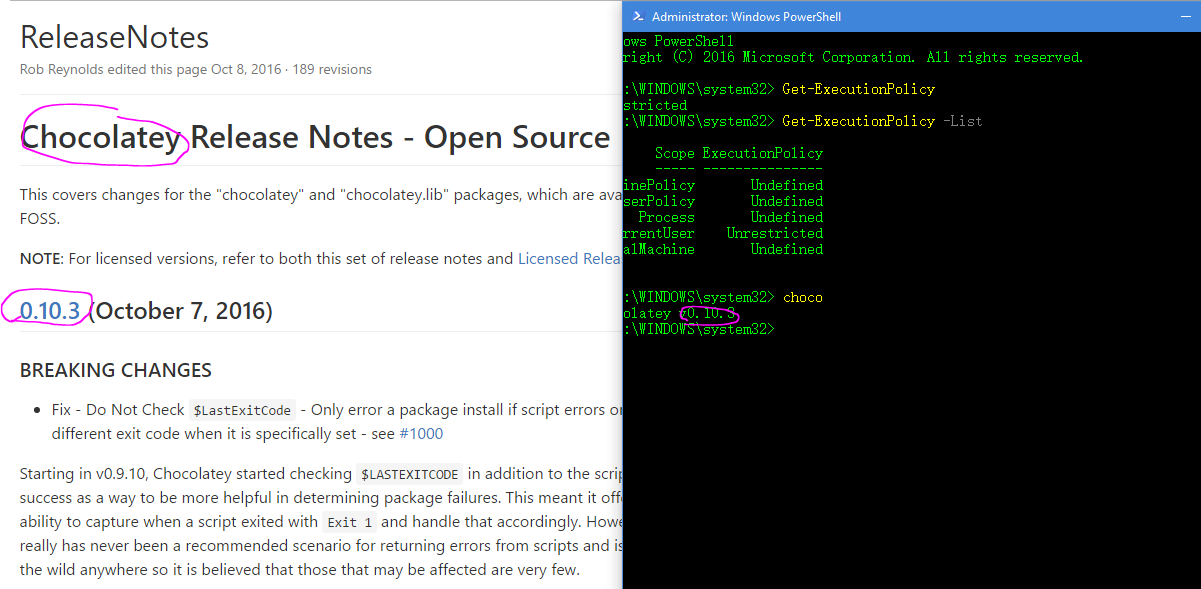 ReleaseNotes
Rob Reynolds edited this page Oct 8, 2016 · 189 revisions
Chocolatey Release Notes - Open Source
This covers changes for the "chocolatey" and "chocolatey.lib" packages, which are ava
FOSS.
NOTE: For licensed versions, refer to both this set of release notes and Licensed Relea
0.10.3 (October 7, 2016)
BREAKING CHANGES
• Fix - Do Not Check $LastExitCode - Only error a package install if script errors or
different exit code when it is specifically set - see #1000
Starting in v0.9.10, Chocolatey started checking $LASTEXITCODE in addition to the scrip
success as a way to be more helpful in determining package failures. This meant it offe
ability to capture when a script exited with Exit 1 and handle that accordingly. Howe
really has never been a recommended scenario for returning errors from scripts and is
the wild anywhere so it is believed that those that may be affected are very few.
Administrator: Windows PowerShell
ows PowerShell
right (C) 2016 Microsoft Corporation. All rights reserved.
:\WINDOWS\system32> Get-ExecutionPolicy
stricted
:\WINDOWS\system32> Get-ExecutionPolicy -List
Scope ExecutionPolicy
----- ---------------
inePolicy Undefined
serPolicy Undefined
Process Undefined
rrentUser Unrestricted
alMachine Undefined
:\WINDOWS\system32> choco
olatey v0.10.3
:\WINDOWS\system32>